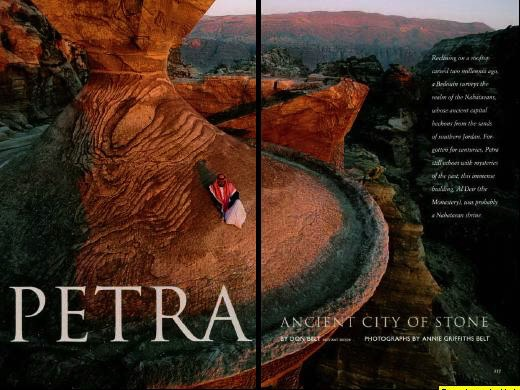 Reclining on a rooftop
carved two millennia ago,
a Bedouin surveys the
realm of the Nabataeans,
whose ancient capital
beckons from the sands
of southern Jordan. For-
gotten for centuries, Petra
still echoes with mysteries
of the past; this immense
building, Al Deir (the
Monastery), was probably
a Nabataean shrine.
PETRA
ANCIENT CITY OF STONE
BY DON BELT PHOTOGRAPHS BY ANNIE GRIFFITHS BELT